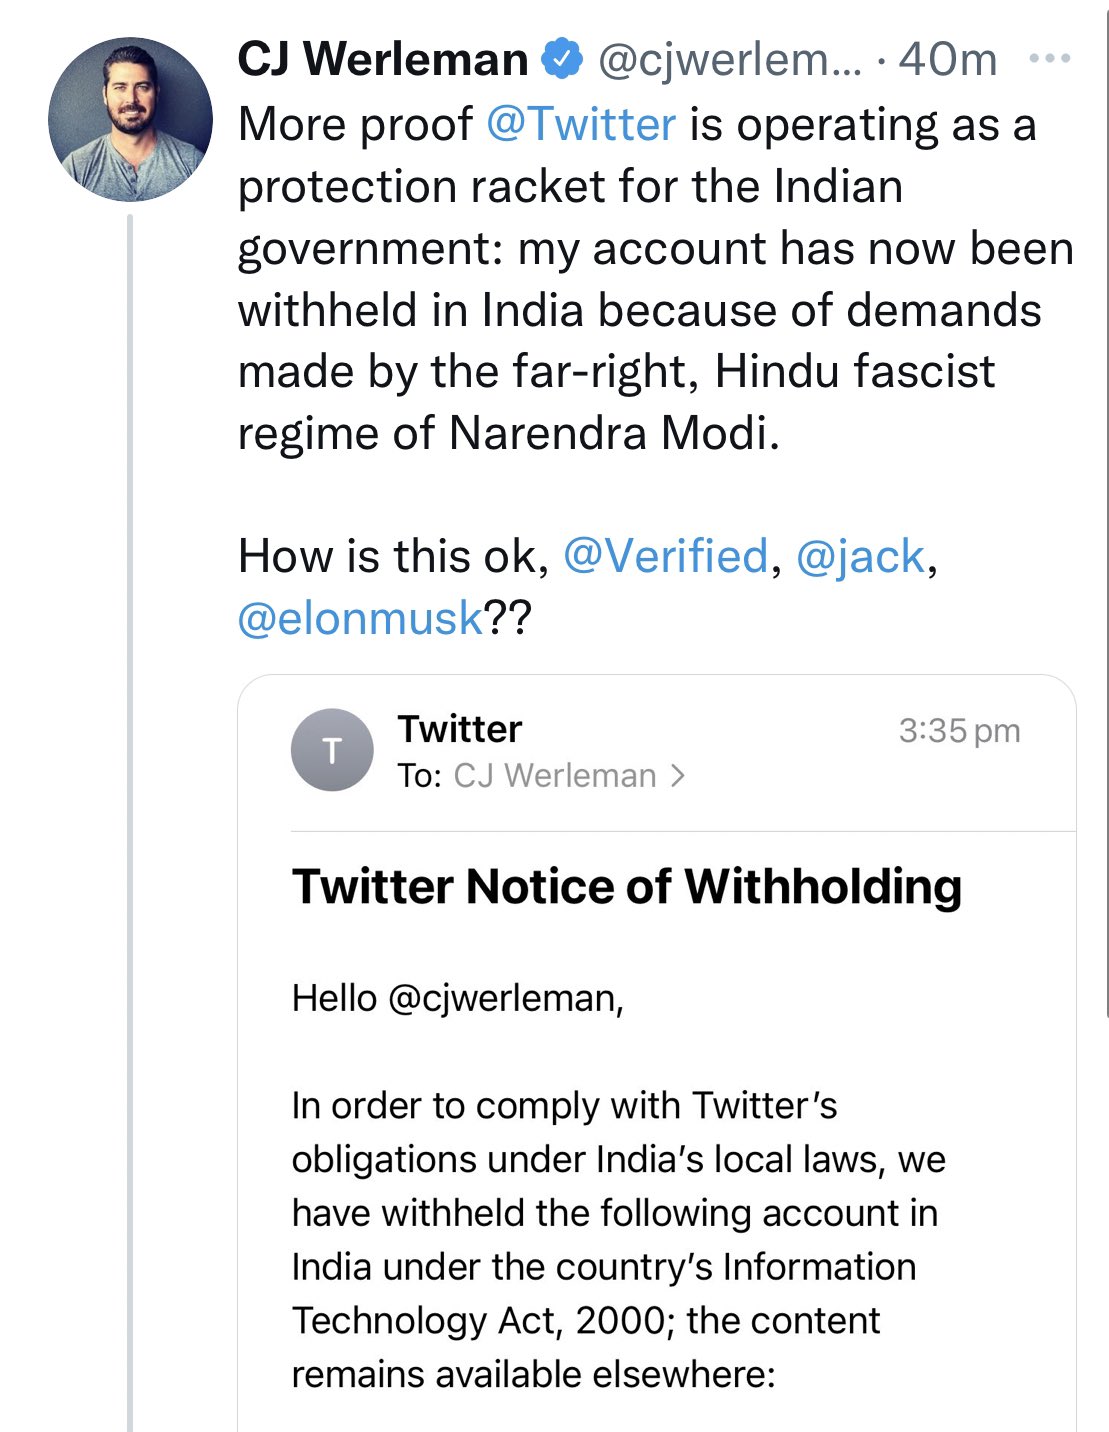 CJ Werleman @cjwerlem... · 40m
More proof @Twitter is operating as a
protection racket for the Indian
government: my account has now been
withheld in India because of demands
made by the far-right, Hindu fascist
regime of Narendra Modi.
How is this ok, @Verified, @jack,
@elonmusk??
T
Twitter 3:35 pm
To: CJ Werleman >
Twitter Notice of Withholding
Hello @cjwerleman,
In order to comply with Twitter's
obligations under India's local laws, we
have withheld the following account in
India under the country's Information
Technology Act, 2000; the content
remains available elsewhere: